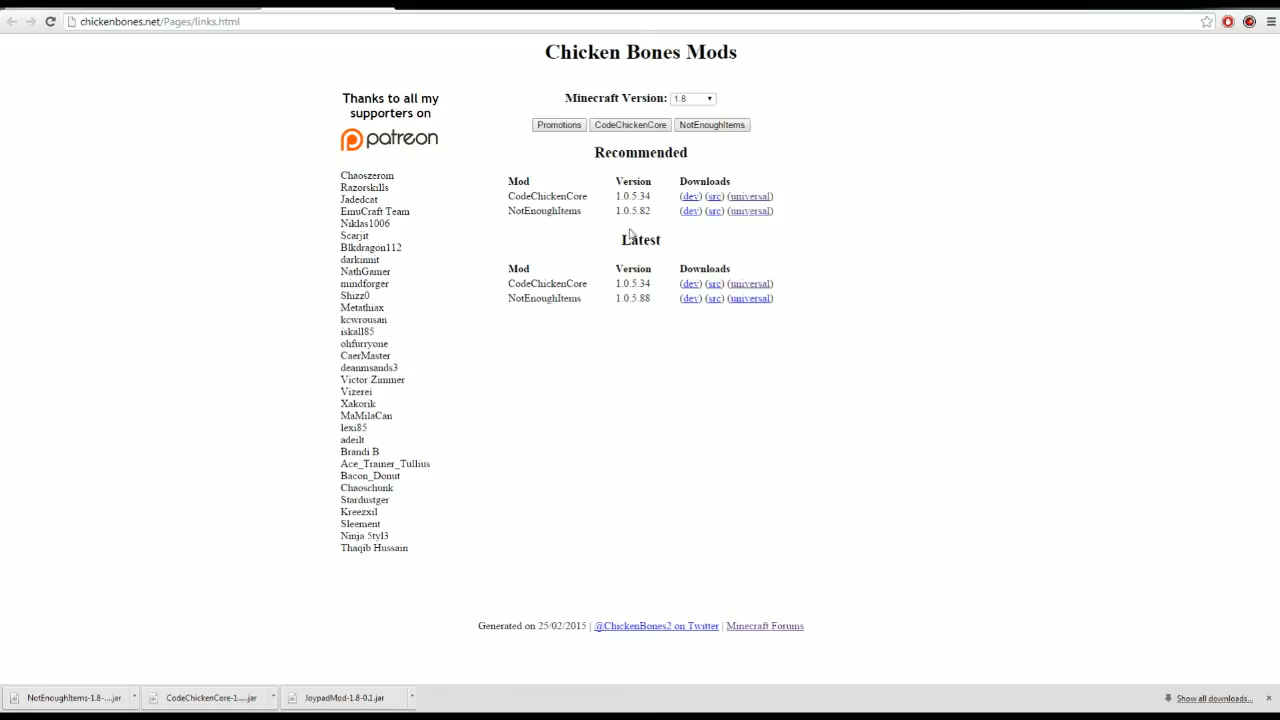 chickenbones.net/Pages/links.html
Chicken Bones Mods
Thanks to all my
supporters on
patreon
Chaoszerom
Razorskills
Jadedcat
EmuCraft Team
Niklas1006
Scarjit
Blkdragon112
darkinnit
NathGamer
mindforger
Shizz0
Metathiax
kcwrousan
iskall85
ohfurryone
CaerMaster
deanmsands3
Victor Zimmer
Vizerei
Xakorik
MaMilaCan
lexi85
adeilt
Brandi B
Ace_Trainer_Tullius
Bacon_Donut
Chaoschunk
Stardustger
Kreezxil
Sleement
Ninja 5tyl3
Thaqib Hussain
Minecraft Version: 1.8
Promotions CodeChickenCore NotEnoughItems
Recommended
Mod Version Downloads
CodeChickenCore 1.0.5.34 (dev) (src) (universal)
NotEnoughItems 1.0.5.82 (dev) (src) (universal)
Latest
Mod Version Downloads
CodeChickenCore 1.0.5.34 (dev) (src) (universal)
NotEnoughItems 1.0.5.88 (dev) (src) (universal)
Generated on 25/02/2015 | @ChickenBones2 on Twitter | Minecraft Forums
NotEnoughItems-1.8-....jar CodeChickenCore-1.....jar JoypadMod-1.8-0.1.jar Show all downloads...